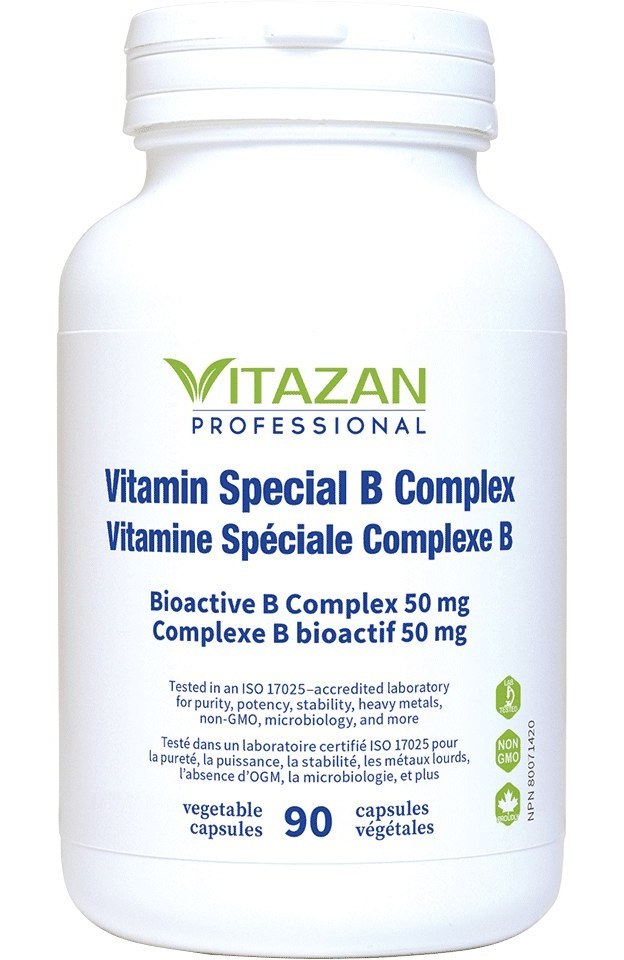 VITAZAN
PROFESSIONAL
Vitamin Special B Complex
Vitamine Spéciale Complexe B
Bioactive B Complex 50 mg
Complexe B bioactif 50 mg
Tested in an ISO 17025–accredited laboratory
for purity, potency, stability, heavy metals,
non-GMO, microbiology, and more
Testé dans un laboratoire certifié ISO 17025 pour
la pureté, la puissance, la stabilité, les métaux lourds,
l’absence d’OGM, la microbiologie, et plus
vegetable
capsules
90
capsules
végétales
LAB
TESTED
NON
GMO
PROUDLY
NPN 80071420